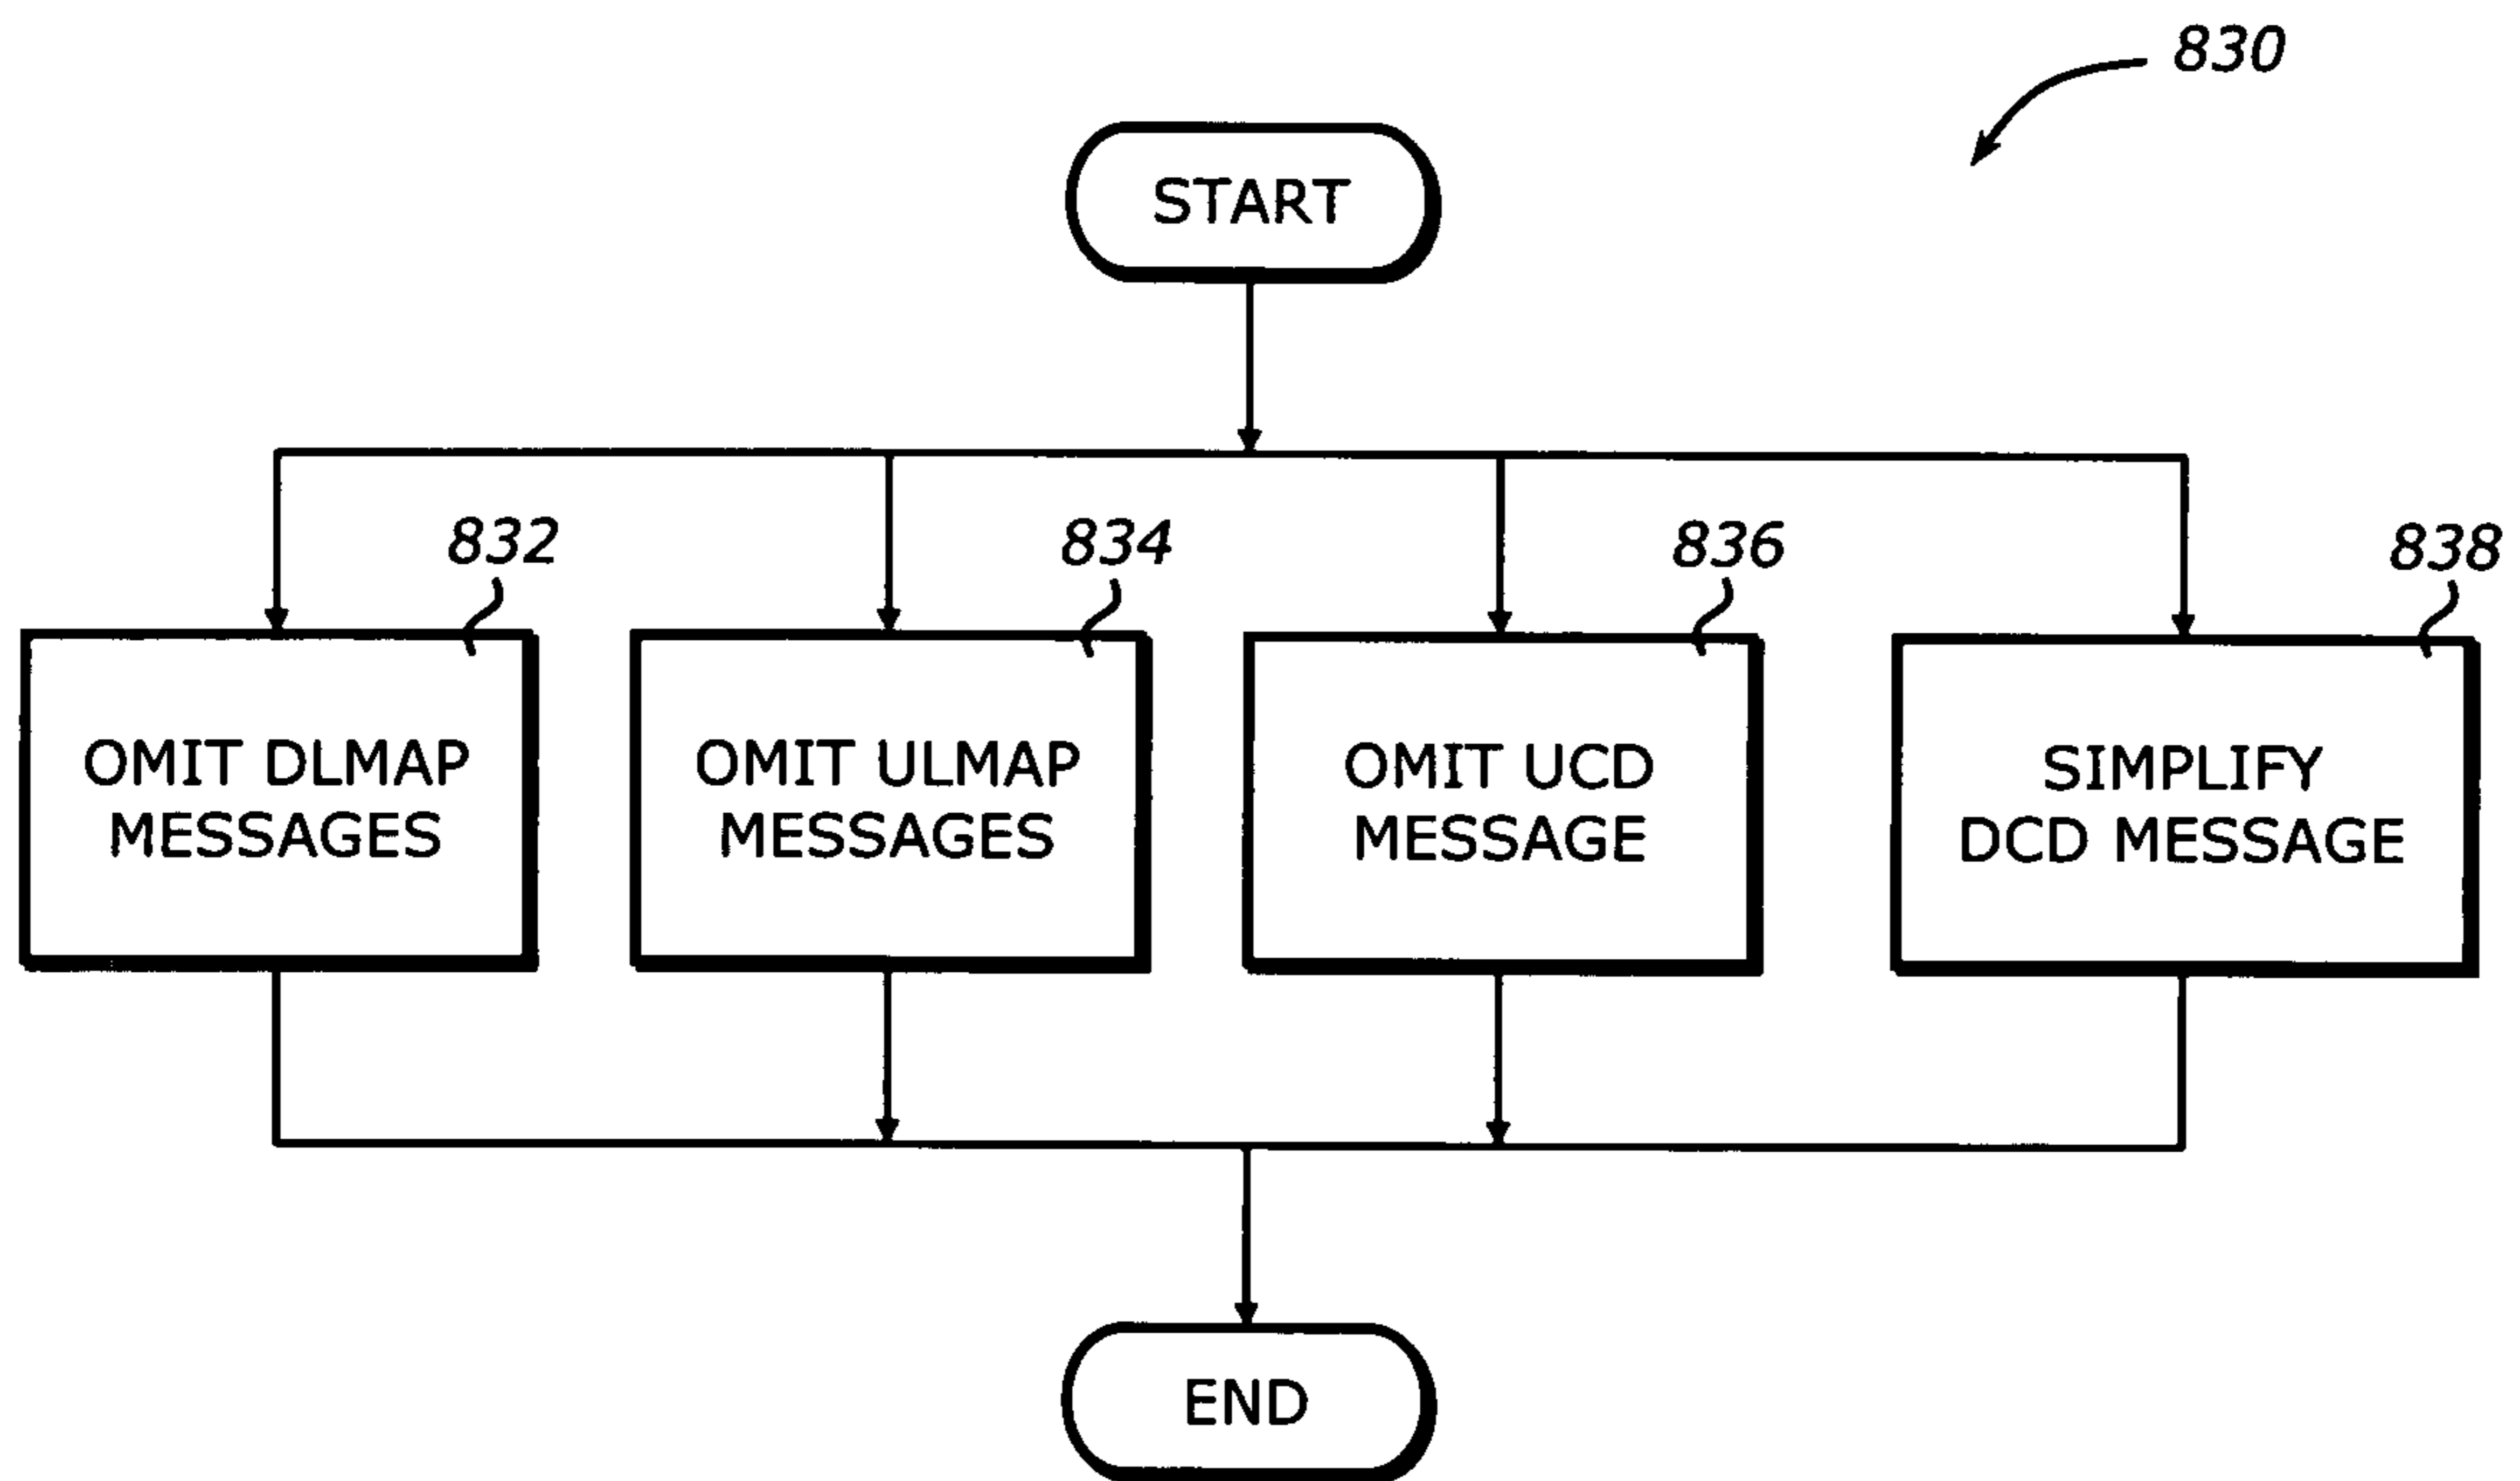 830
START
832
834
836
838
OMIT DLMAP
MESSAGES
OMIT ULMAP
MESSAGES
OMIT UCD
MESSAGE
SIMPLIFY
DCD MESSAGE
END